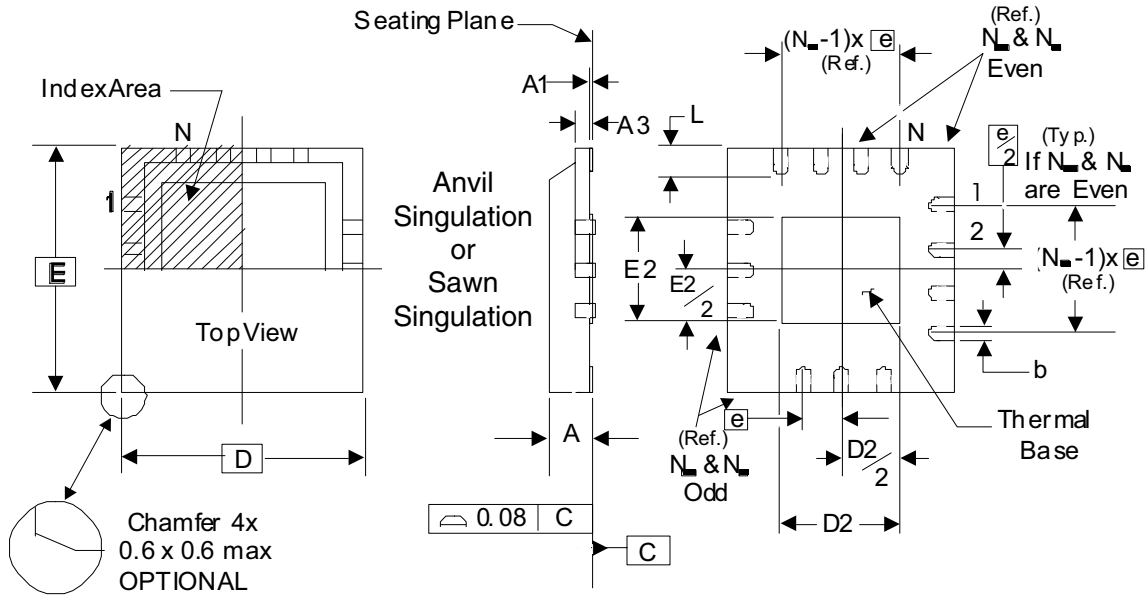 Seating Plane
IndexArea
N
1
E
TopView
D
Chamfer 4x
0.6 x 0.6 max
OPTIONAL
Anvil
Singulation
or
Sawn
Singulation
A1
A3
L
A
0.08 C
C
(N -1)x e
(Ref.)
(Ref.)
N & N
Even
N
1
2
e/2
(Typ.)
If N & N
are Even
(N -1)x e
(Ref.)
E2
E2/2
b
Thermal
Base
e
D2/2
D2
(Ref.)
N & N
Odd